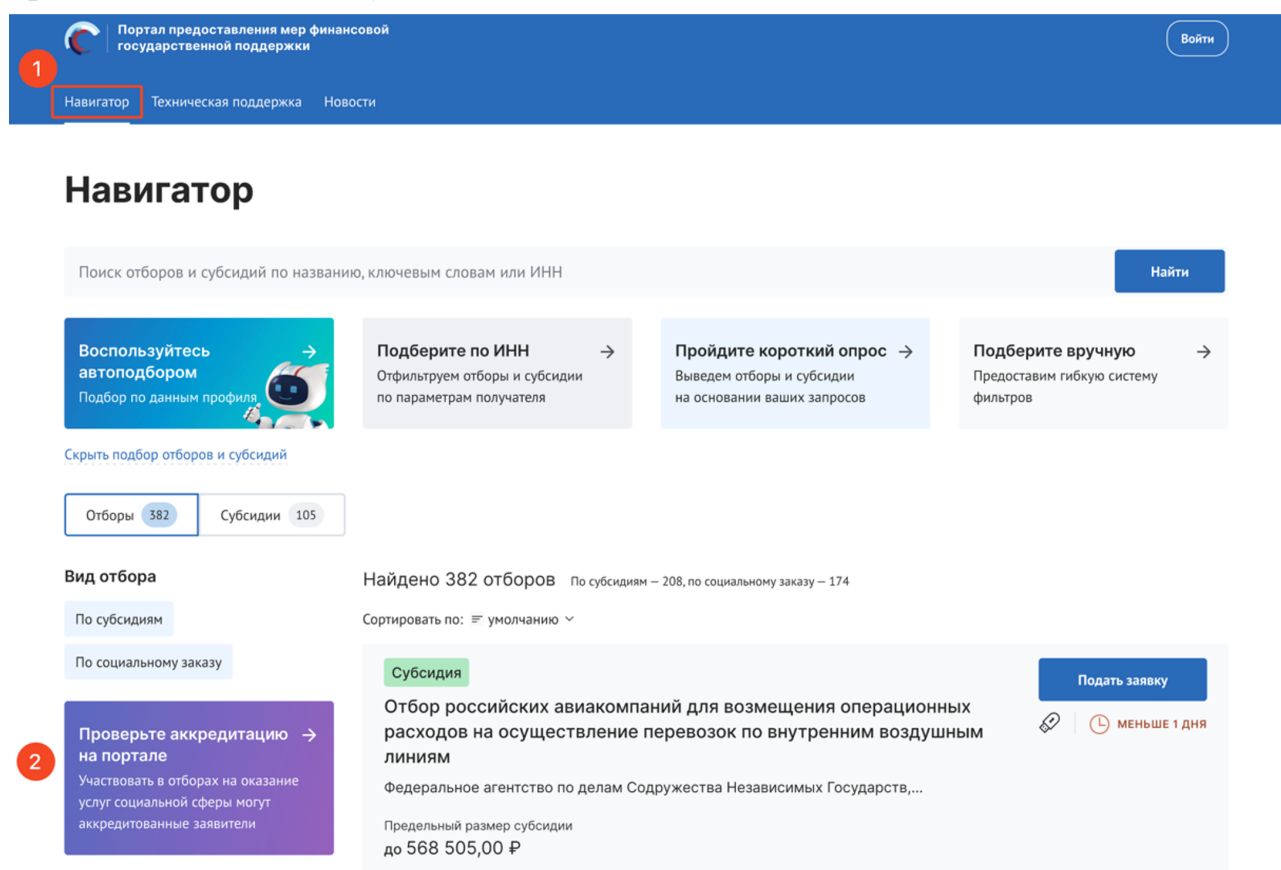 Портал предоставления мер финансовой
государственной поддержки
Войти
1
Навигатор Техническая поддержка Новости
Навигатор
Поиск отборов и субсидий по названию, ключевым словам или ИНН
Найти
Воспользуйтесь
автоподбором
Подбор по данным профиля
Подберите по ИНН
Отфильтруем отборы и субсидии
по параметрам получателя
Пройдите короткий опрос
Выведем отборы и субсидии
на основании ваших запросов
Подберите вручную
Предоставим гибкую систему
фильтров
Скрыть подбор отборов и субсидий
Отборы 382 Субсидии 105
Вид отбора
По субсидиям
По социальному заказу
2
Проверьте аккредитацию
на портале
Участвовать в отборах на оказание
услуг социальной сферы могут
аккредитованные заявители
Найдено 382 отборов По субсидиям – 208, по социальному заказу – 174
Сортировать по: умолчанию
Субсидия
Отбор российских авиакомпаний для возмещения операционных
расходов на осуществление перевозок по внутренним воздушным
линиям
Федеральное агентство по делам Содружества Независимых Государств,...
Предельный размер субсидии
до 568 505,00 ₽
Подать заявку
МЕНЬШЕ 1 ДНЯ